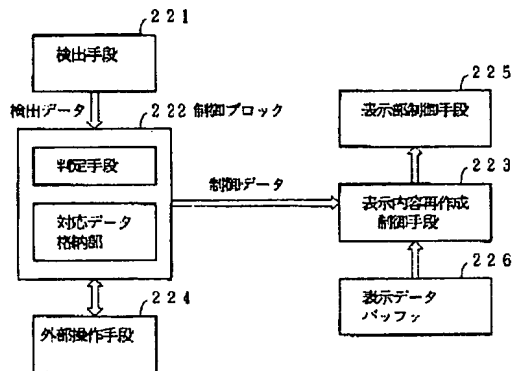 221
検出手段
検出データ
222 制御ブロック
判定手段
対応データ
格納部
制御データ
224
外部操作手段
225
表示部制御手段
223
表示内容再作成
制御手段
226
表示データ
バッファ